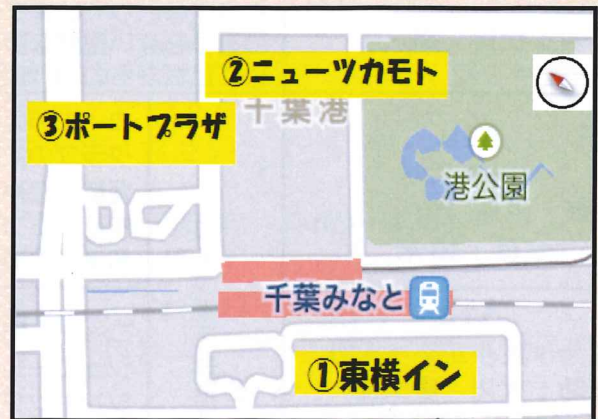 ②ニューツカモト
千葉港
③ポートプラザ
港公園
千葉みなと
①東横イン